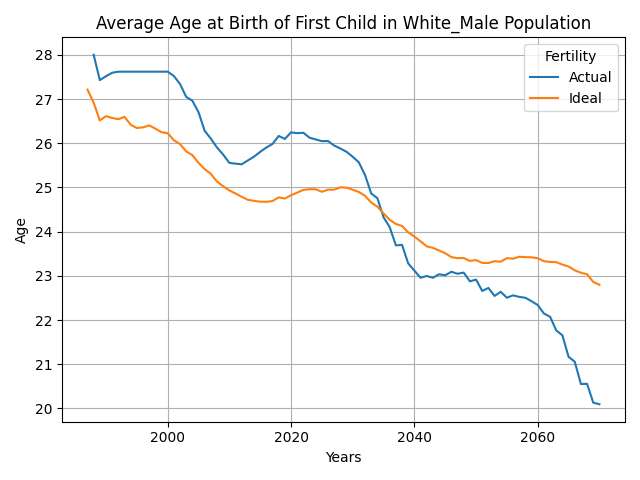 Average Age at Birth of First Child in White_Male Population
Fertility
Actual
Ideal
Age
28
27
26
25
24
23
22
21
20
2000
2020
2040
2060
Years